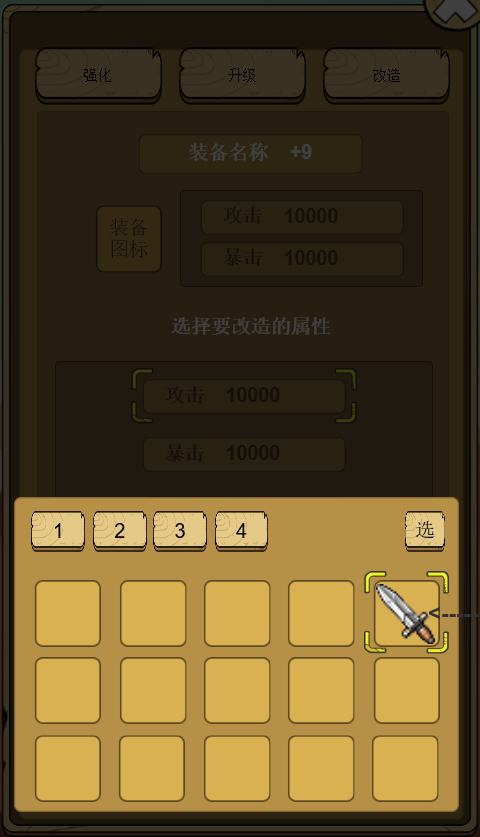 强化 升级 改造
装备名称 +9
装备
图标
攻击 10000
暴击 10000
选择要改造的属性
攻击 10000
暴击 10000
1 2 3 4 选